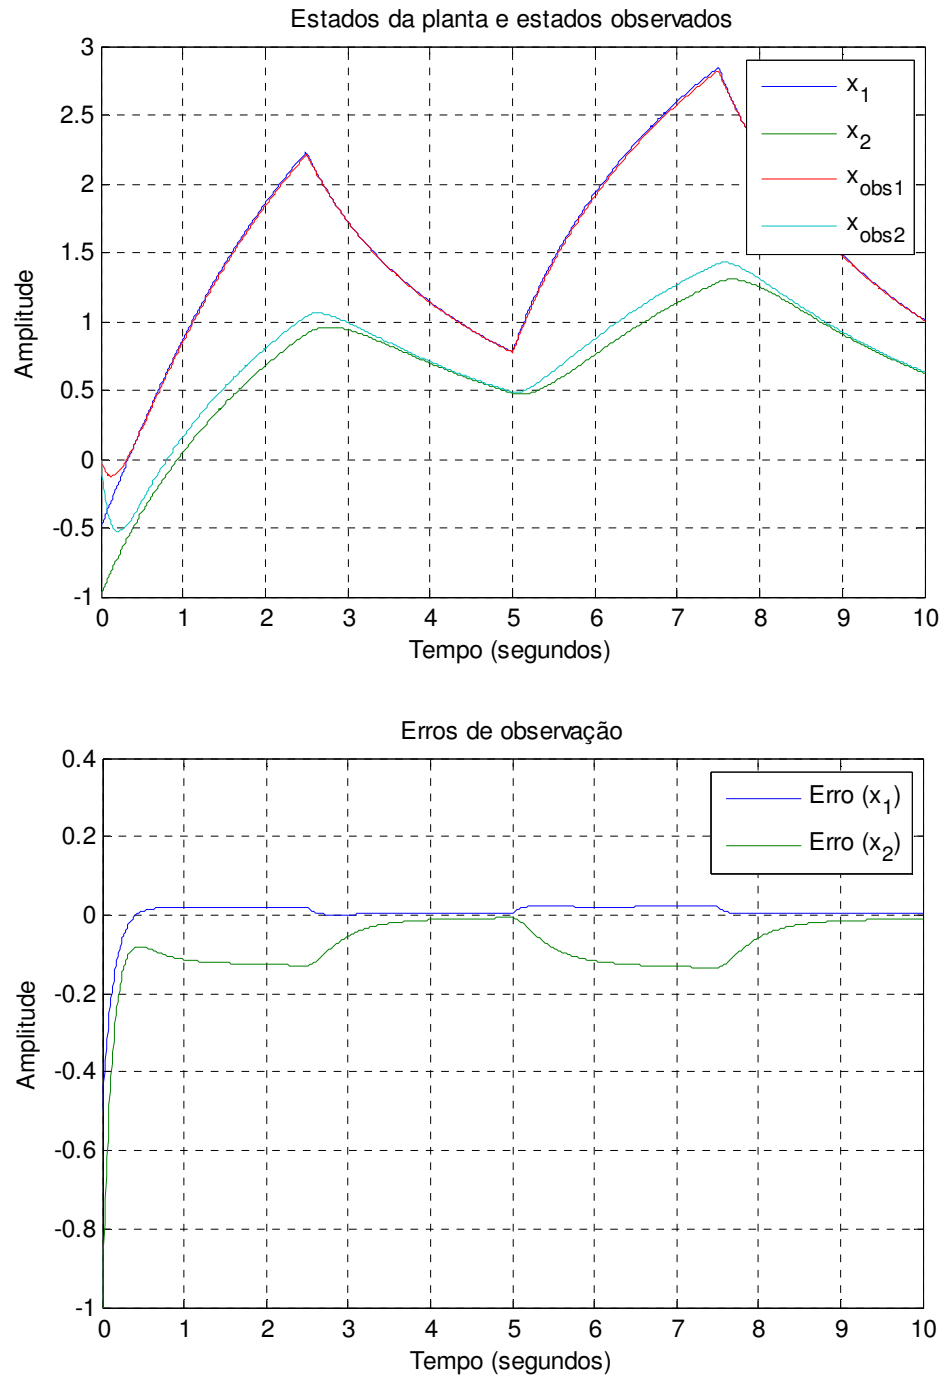 Estados da planta e estados observados
3
2.5
2
1.5
1
0.5
0
-0.5
-1
Amplitude
x1
x2
xobs1
xobs2
0 1 2 3 4 5 6 7 8 9 10
Tempo (segundos)
Erros de observação
0.4
0.2
0
-0.2
-0.4
-0.6
-0.8
-1
Amplitude
Erro (x1)
Erro (x2)
0 1 2 3 4 5 6 7 8 9 10
Tempo (segundos)